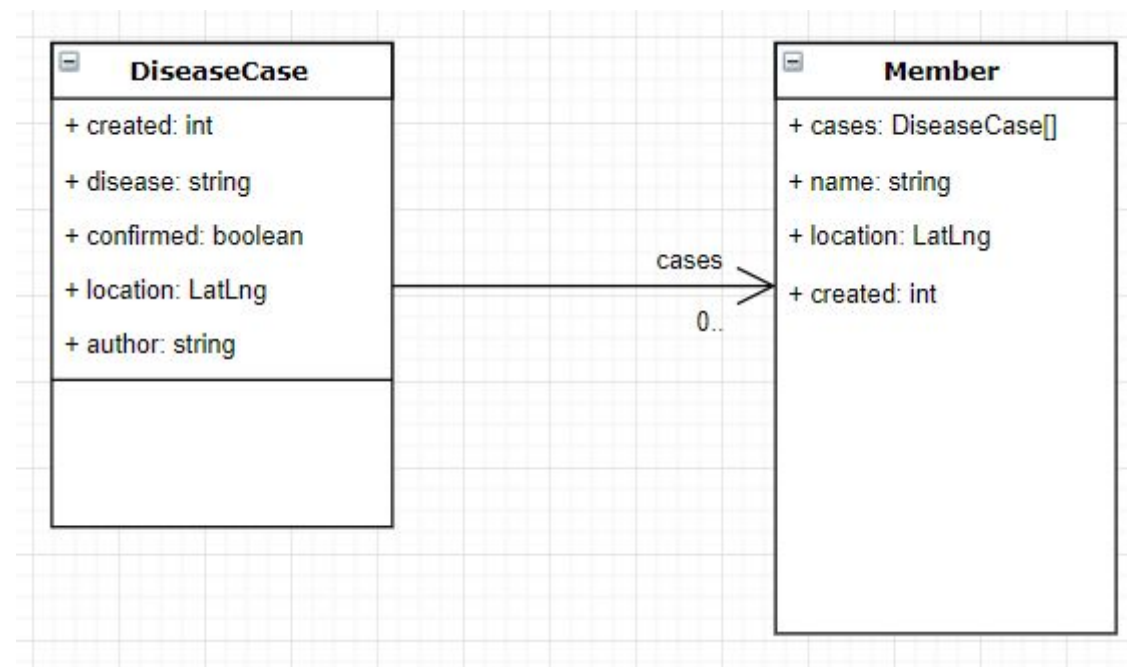 DiseaseCase
+ created: int
+ disease: string
+ confirmed: boolean
+ location: LatLng
+ author: string
cases
0..
Member
+ cases: DiseaseCase[]
+ name: string
+ location: LatLng
+ created: int